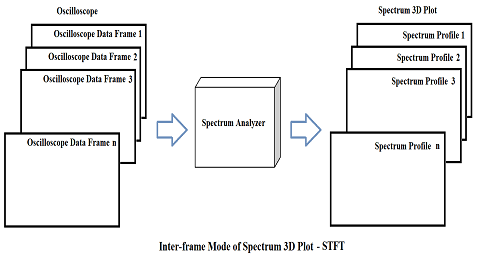 Oscilloscope
Oscilloscope Data Frame 1
Oscilloscope Data Frame 2
Oscilloscope Data Frame 3
Oscilloscope Data Frame n
Spectrum Analyzer
Spectrum 3D Plot
Spectrum Profile 1
Spectrum Profile 2
Spectrum Profile 3
Spectrum Profile n
Inter-frame Mode of Spectrum 3D Plot - STFT